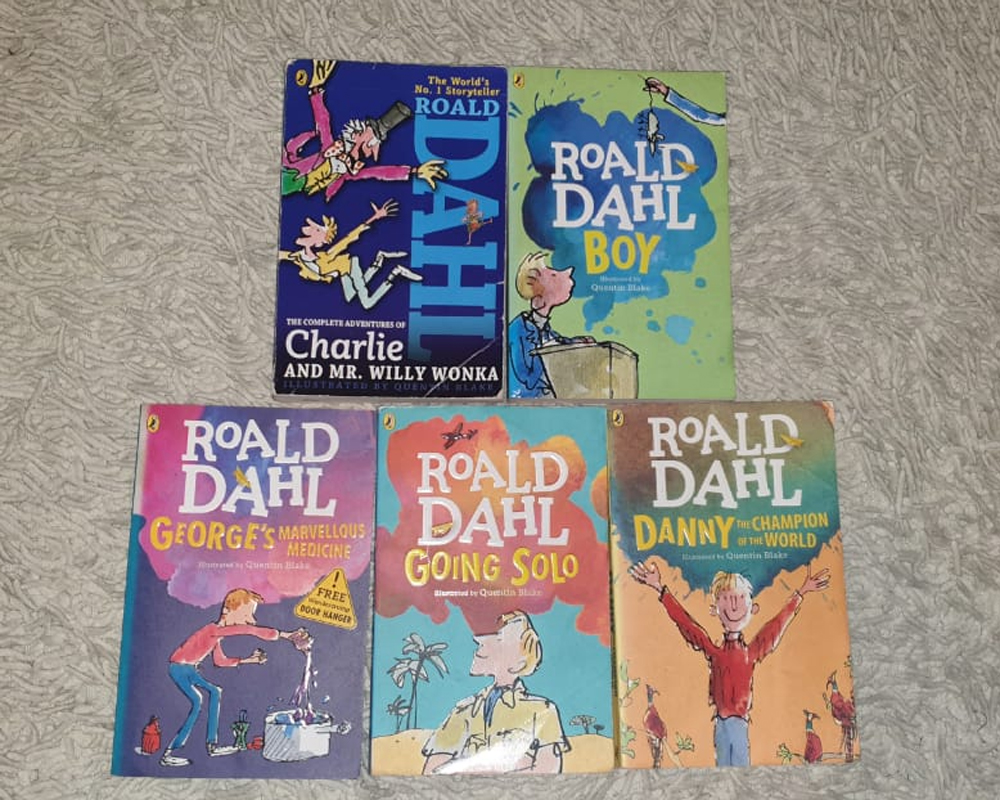 The World's
No. 1 Storyteller
ROALD
DAHL
THE COMPLETE ADVENTURES OF
Charlie
AND MR. WILLY WONKA
ILLUSTRATED BY QUENTIN BLAKE
ROALD
DAHL
BOY
Illustrated by
Quentin Blake
ROALD
DAHL
GEORGE'S MARVELLOUS
MEDICINE
Illustrated by Quentin Blake
!
FREE
DOOR HANGER
ROALD
DAHL
GOING SOLO
Illustrated by Quentin Blake
ROALD
DAHL
DANNY THE CHAMPION
OF THE WORLD
Illustrated by Quentin Blake